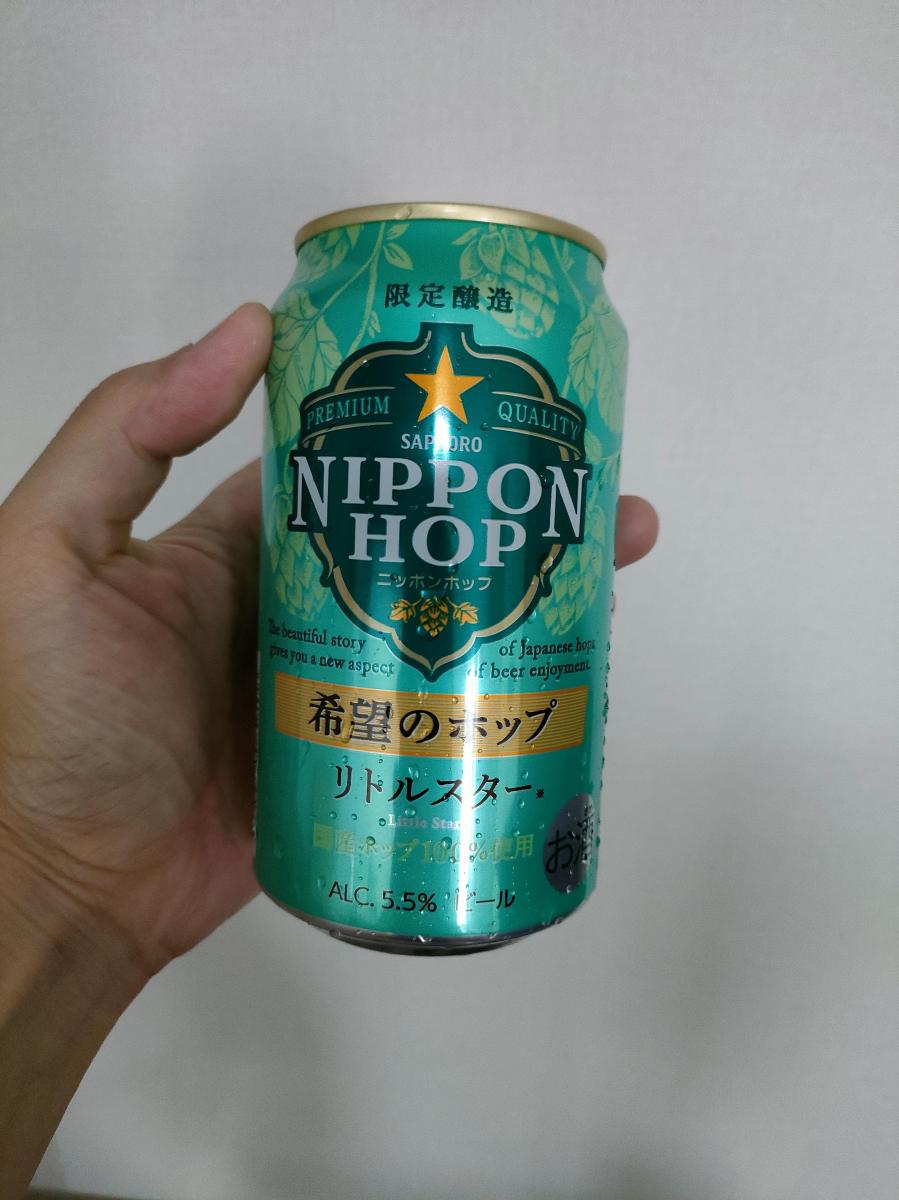 限定醸造
PREMIUM QUALITY
SAPPORO
NIPPON
HOP
ニッポンホップ
The beautiful story of Japanese hops
gives you a new aspect of beer enjoyment.
希望のホップ
リトルスター※
Little Star
国産ホップ100%使用
お酒
ALC. 5.5% ビール